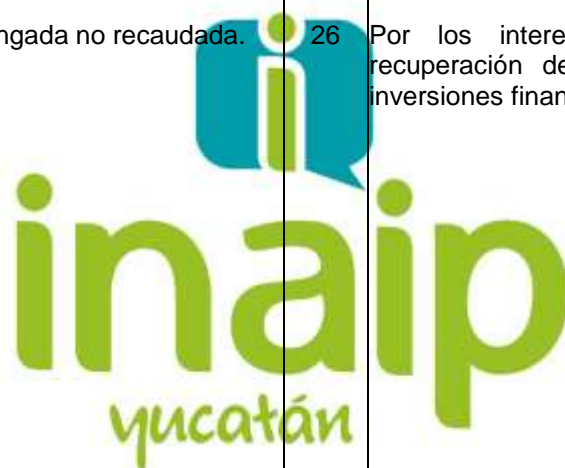 ngada no recaudada.
26 Por los intere
recuperación de
inversiones finan
i
inaip
yucatán